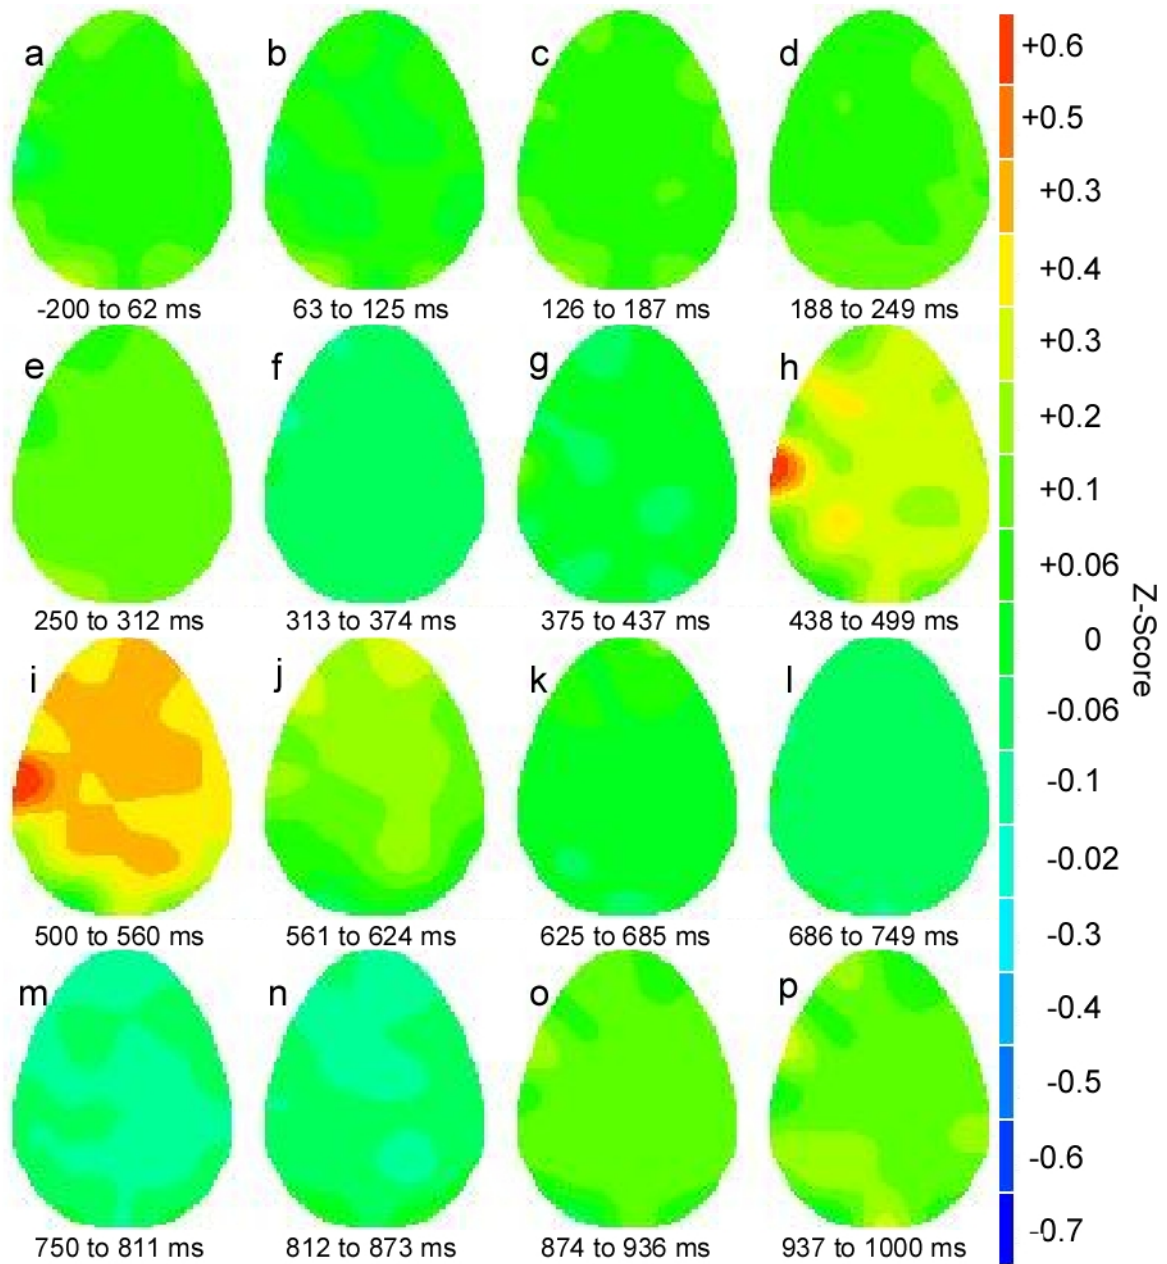 a b c d
-200 to 62 ms 63 to 125 ms 126 to 187 ms 188 to 249 ms
e f g h
250 to 312 ms 313 to 374 ms 375 to 437 ms 438 to 499 ms
i j k l
500 to 560 ms 561 to 624 ms 625 to 685 ms 686 to 749 ms
m n o p
750 to 811 ms 812 to 873 ms 874 to 936 ms 937 to 1000 ms
+0.6
+0.5
+0.3
+0.4
+0.3
+0.2
+0.1
+0.06
0
-0.06
-0.1
-0.02
-0.3
-0.4
-0.5
-0.6
-0.7
Z-Score